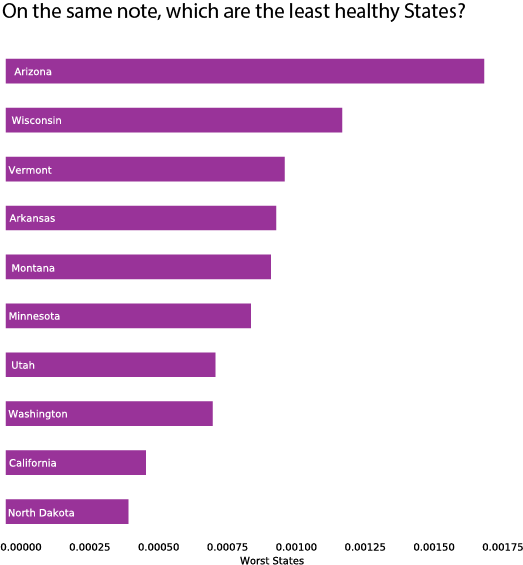 On the same note, which are the least healthy States?
Arizona
Wisconsin
Vermont
Arkansas
Montana
Minnesota
Utah
Washington
California
North Dakota
0.00000 0.00025 0.00050 0.00075 0.00100 0.00125 0.00150 0.00175
Worst States